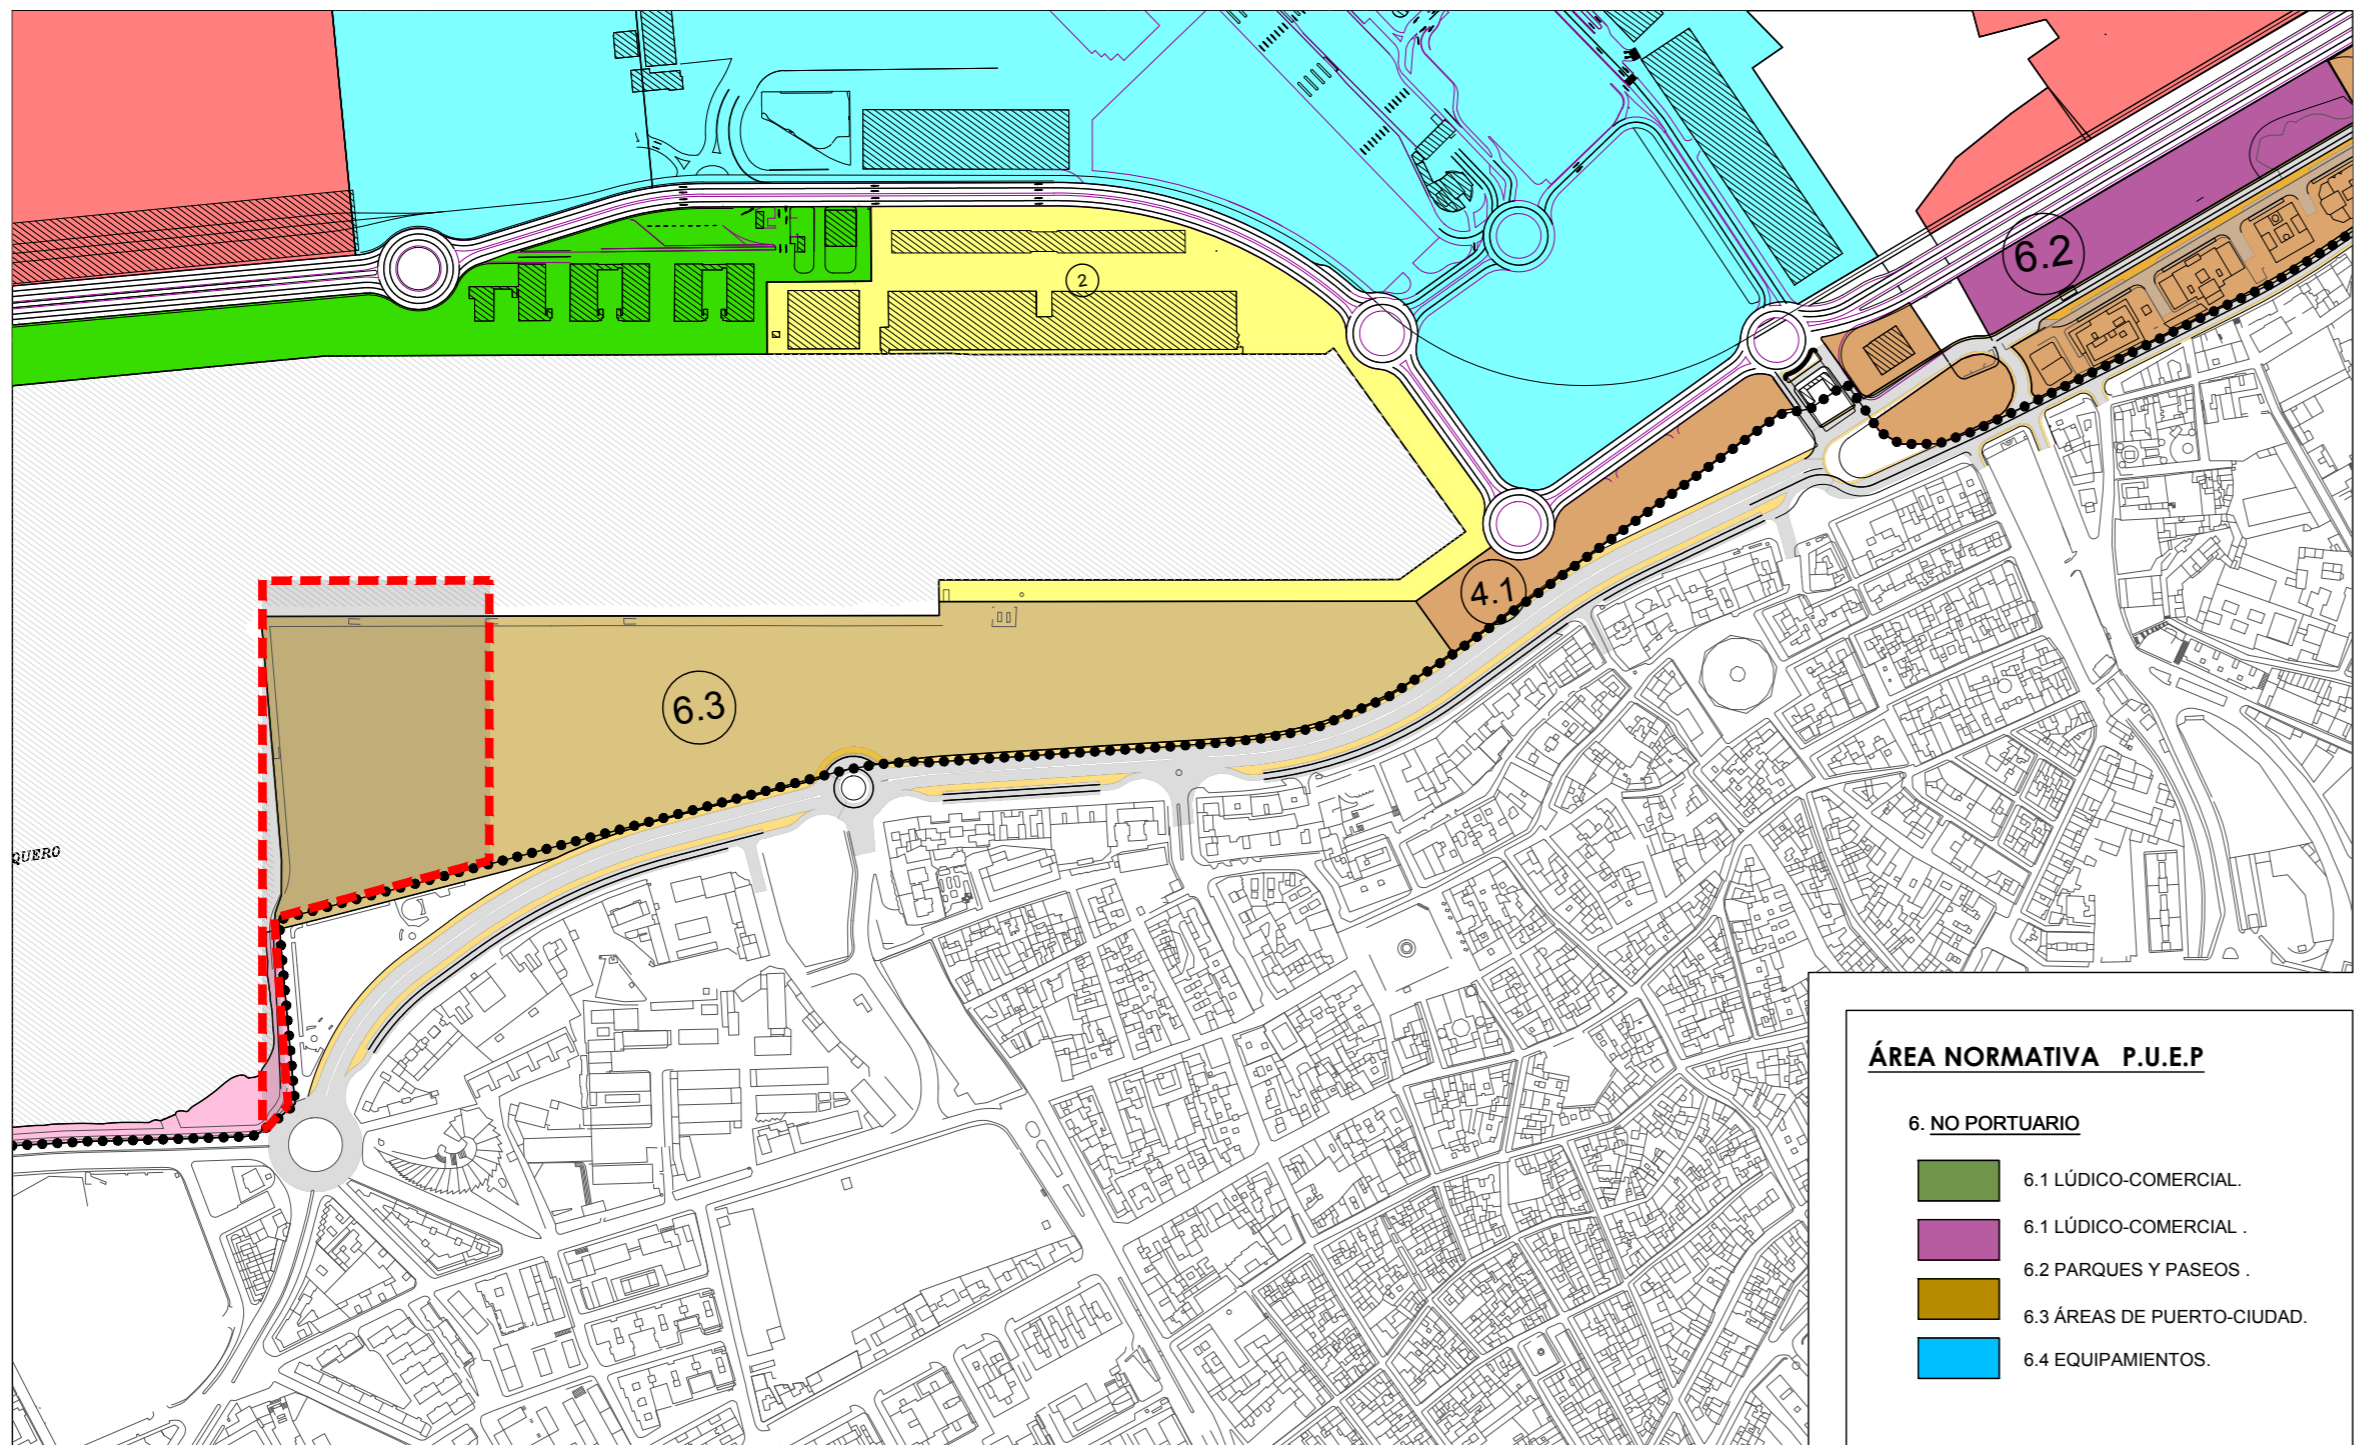 6.2
2
4.1
6.3
QUERO
ÁREA NORMATIVA P.U.E.P
6. NO PORTUARIO
6.1 LÚDICO-COMERCIAL.
6.1 LÚDICO-COMERCIAL .
6.2 PARQUES Y PASEOS .
6.3 ÁREAS DE PUERTO-CIUDAD.
6.4 EQUIPAMIENTOS.